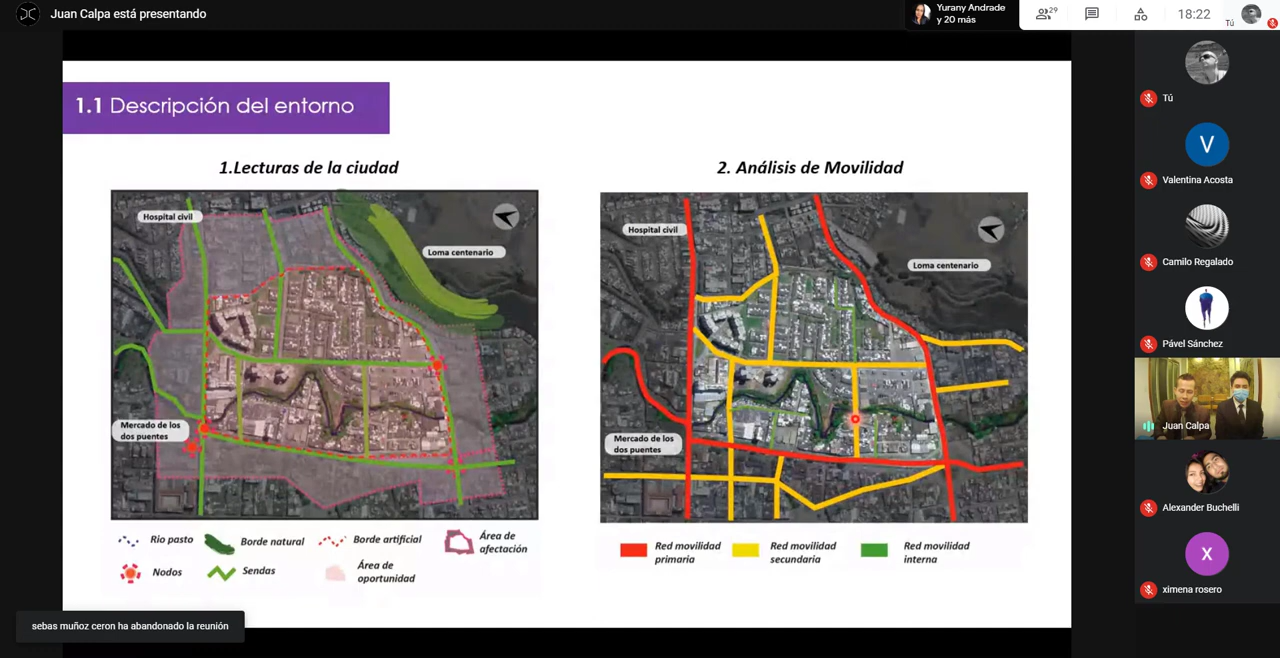 Juan Calpa está presentando
Yurany Andrade
y 20 más
29
18:22
Tú
1.1 Descripción del entorno
1.Lecturas de la ciudad
Hospital civil
Loma centenario
Mercado de los
dos puentes
Rio pasto
Borde natural
Borde artificial
Área de
afectación
Nodos
Sendas
Área de
oportunidad
2. Análisis de Movilidad
Hospital civil
Loma centenario
Mercado de los
dos puentes
Red movilidad
primaria
Red movilidad
secundaria
Red movilidad
interna
Tú
V
Valentina Acosta
Camilo Regalado
Pável Sánchez
Juan Calpa
Alexander Buchelli
X
ximena rosero
sebas muñoz ceron ha abandonado la reunión